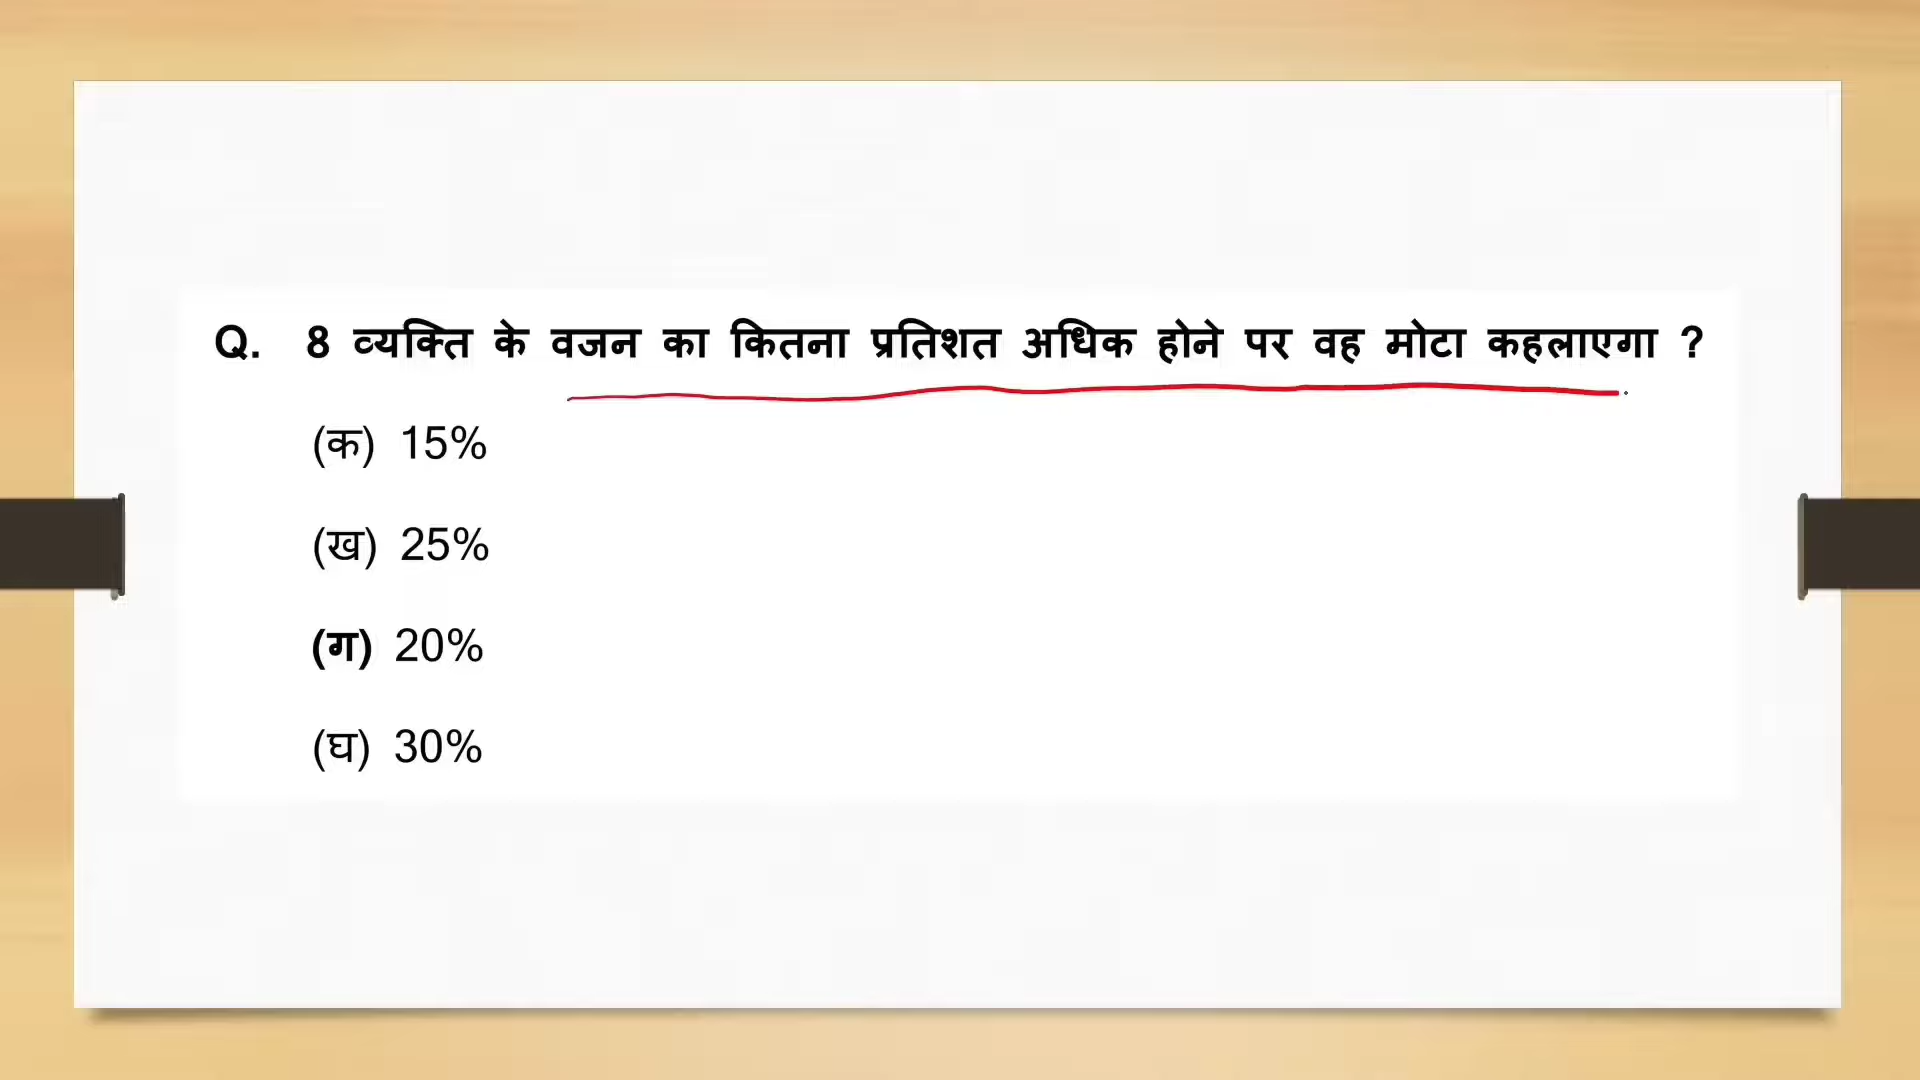 Q. 8 व्यक्ति के वजन का कितना प्रतिशत अधिक होने पर वह मोटा कहलाएगा ?
(क) 15%
(ख) 25%
(ग) 20%
(घ) 30%